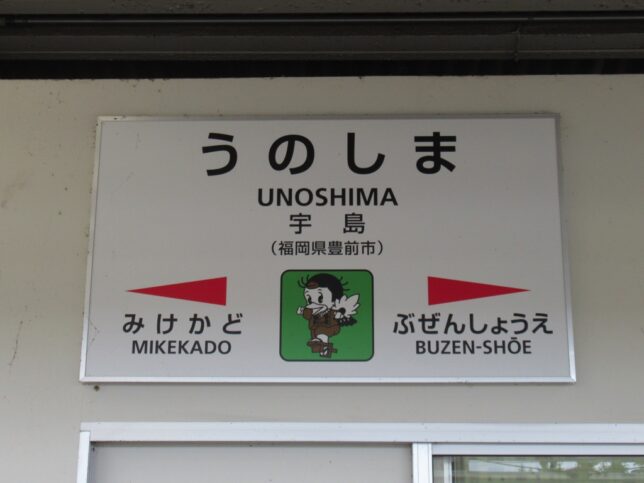 うのしま
UNOSHIMA
宇島
（福岡県豊前市）
みけかど ぶぜんしょうえ
MIKEKADO BUZEN-SHŌE